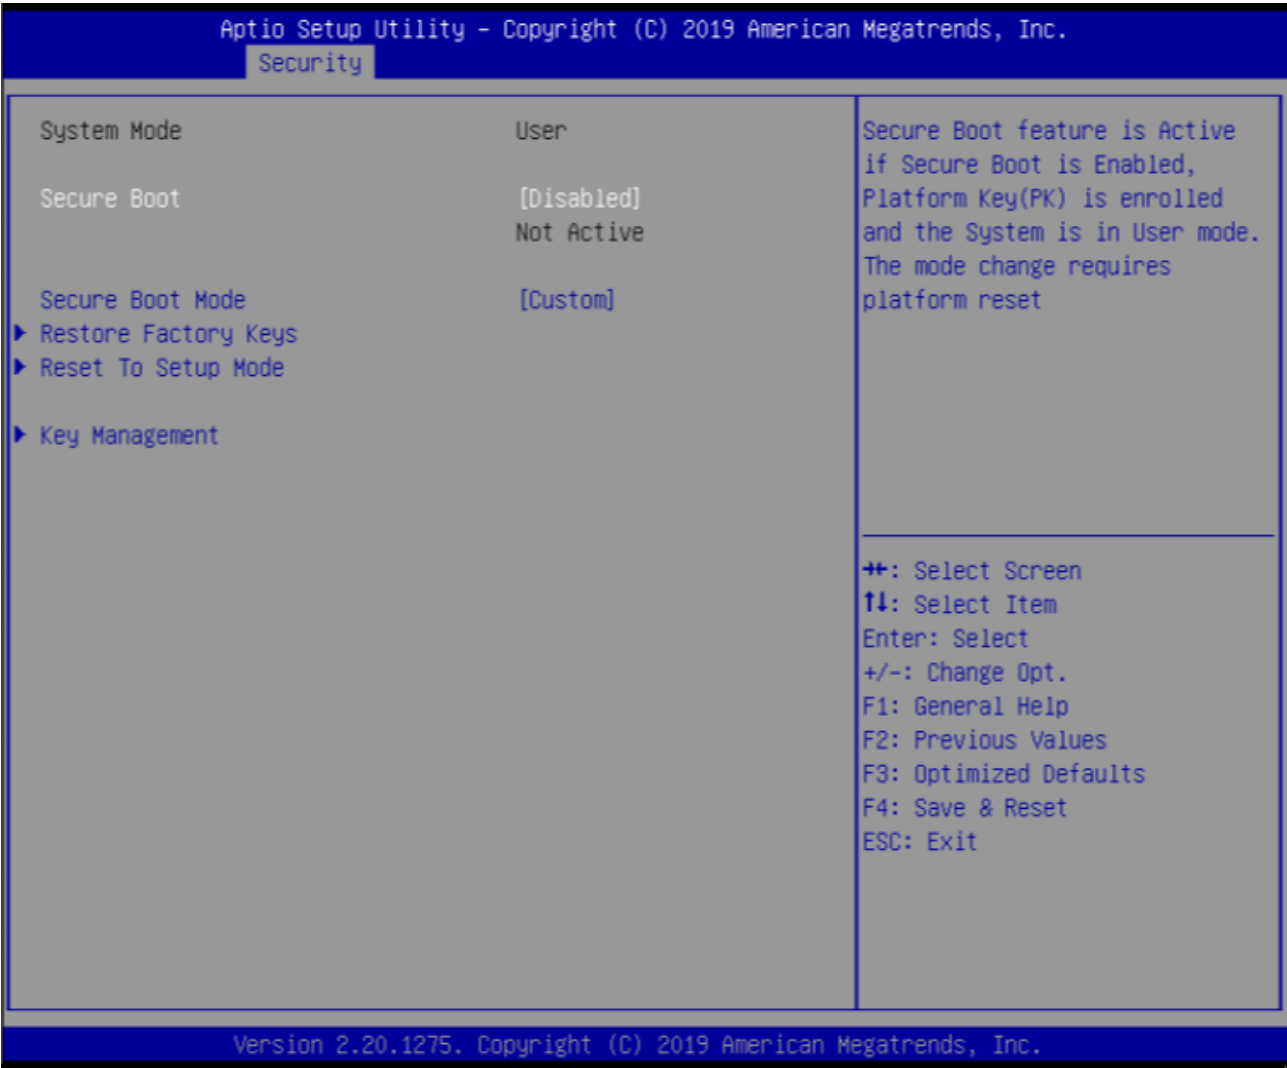 Aptio Setup Utility – Copyright (C) 2019 American Megatrends, Inc.
Security
System Mode User
Secure Boot [Disabled]
Not Active
Secure Boot Mode [Custom]
Restore Factory Keys
Reset To Setup Mode
Key Management
Secure Boot feature is Active
if Secure Boot is Enabled,
Platform Key(PK) is enrolled
and the System is in User mode.
The mode change requires
platform reset
→←: Select Screen
↑↓: Select Item
Enter: Select
+/-: Change Opt.
F1: General Help
F2: Previous Values
F3: Optimized Defaults
F4: Save & Reset
ESC: Exit
Version 2.20.1275. Copyright (C) 2019 American Megatrends, Inc.